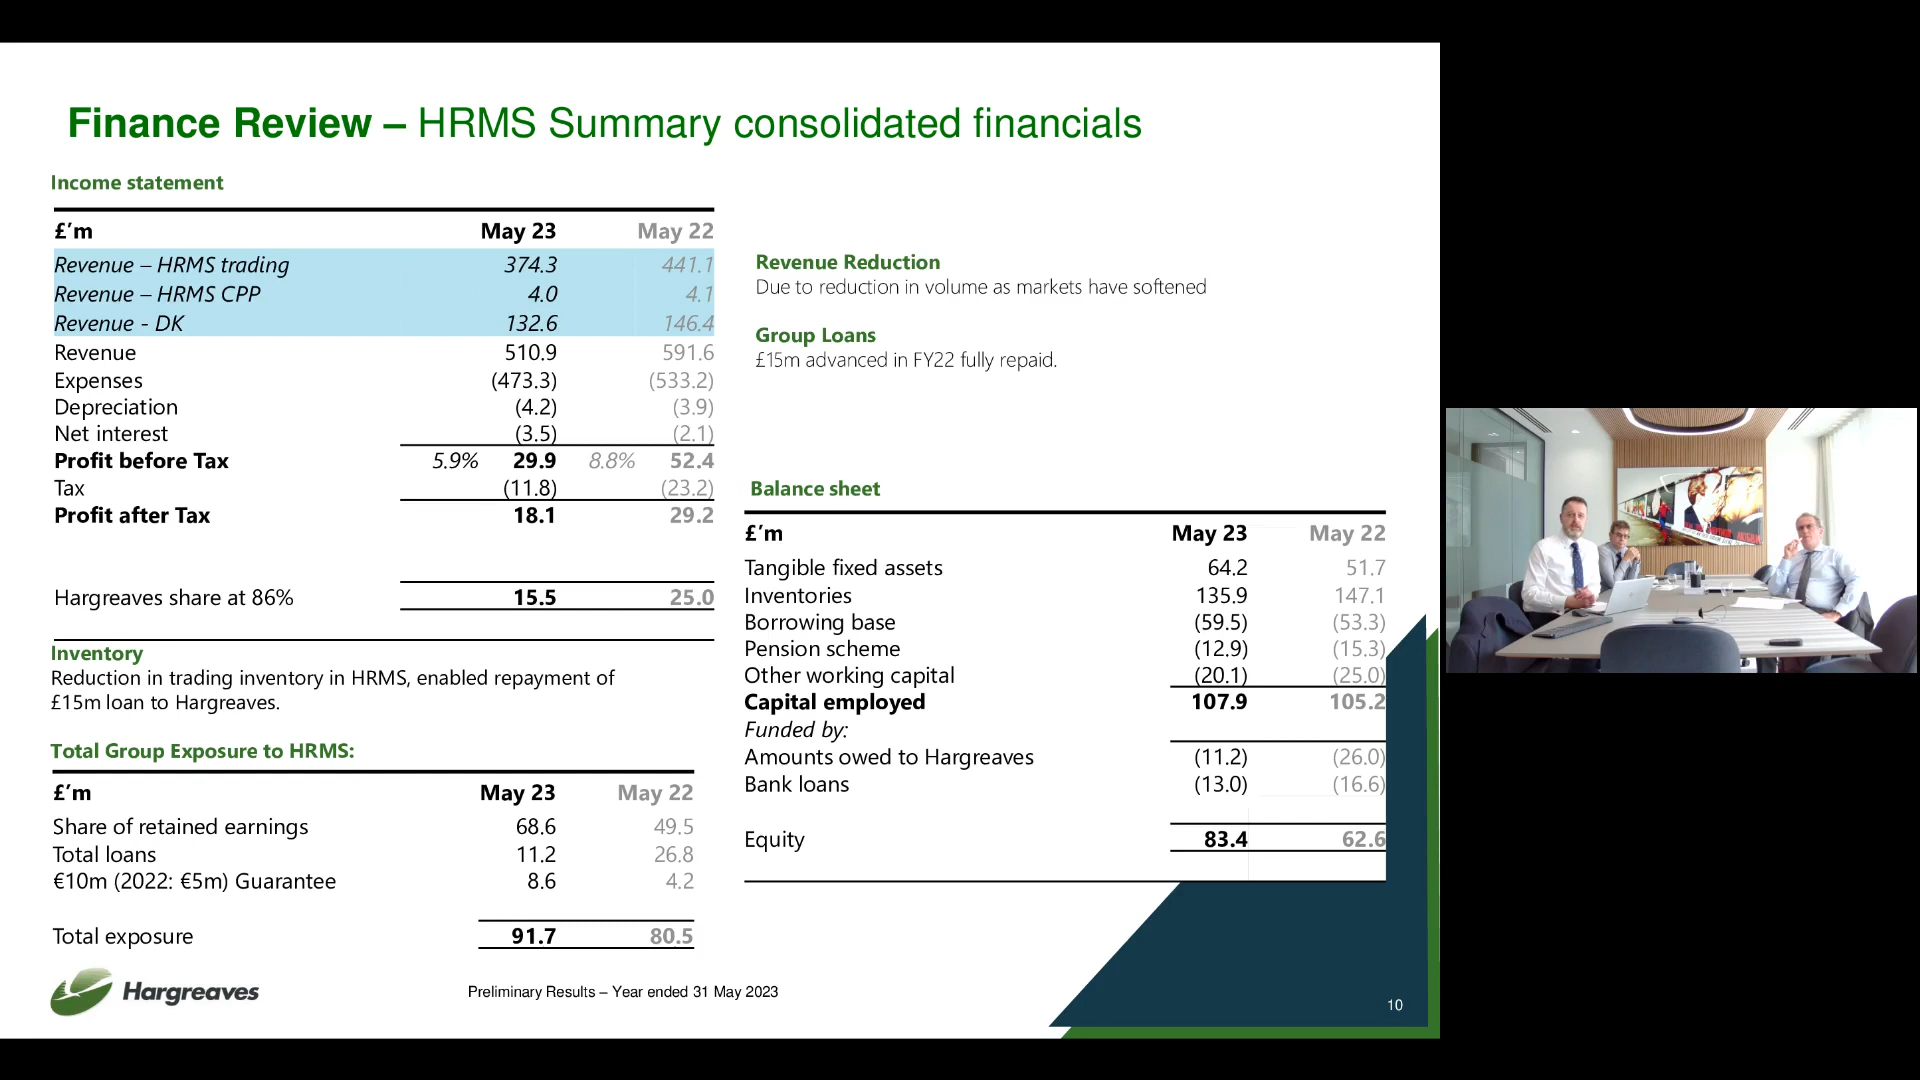 Finance Review – HRMS Summary consolidated financials
Income statement
£'m May 23 May 22
Revenue – HRMS trading 374.3 441.1
Revenue – HRMS CPP 4.0 4.1
Revenue - DK 132.6 146.4
Revenue 510.9 591.6
Expenses (473.3) (533.2)
Depreciation (4.2) (3.9)
Net interest (3.5) (2.1)
Profit before Tax 5.9% 29.9 8.8% 52.4
Tax (11.8) (23.2)
Profit after Tax 18.1 29.2
Hargreaves share at 86% 15.5 25.0
Inventory
Reduction in trading inventory in HRMS, enabled repayment of
£15m loan to Hargreaves.
Total Group Exposure to HRMS:
£'m May 23 May 22
Share of retained earnings 68.6 49.5
Total loans 11.2 26.8
€10m (2022: €5m) Guarantee 8.6 4.2
Total exposure 91.7 80.5
Revenue Reduction
Due to reduction in volume as markets have softened
Group Loans
£15m advanced in FY22 fully repaid.
Balance sheet
£'m May 23 May 22
Tangible fixed assets 64.2 51.7
Inventories 135.9 147.1
Borrowing base (59.5) (53.3)
Pension scheme (12.9) (15.3)
Other working capital (20.1) (25.0)
Capital employed 107.9 105.2
Funded by:
Amounts owed to Hargreaves (11.2) (26.0)
Bank loans (13.0) (16.6)
Equity 83.4 62.6
Hargreaves
Preliminary Results – Year ended 31 May 2023
10